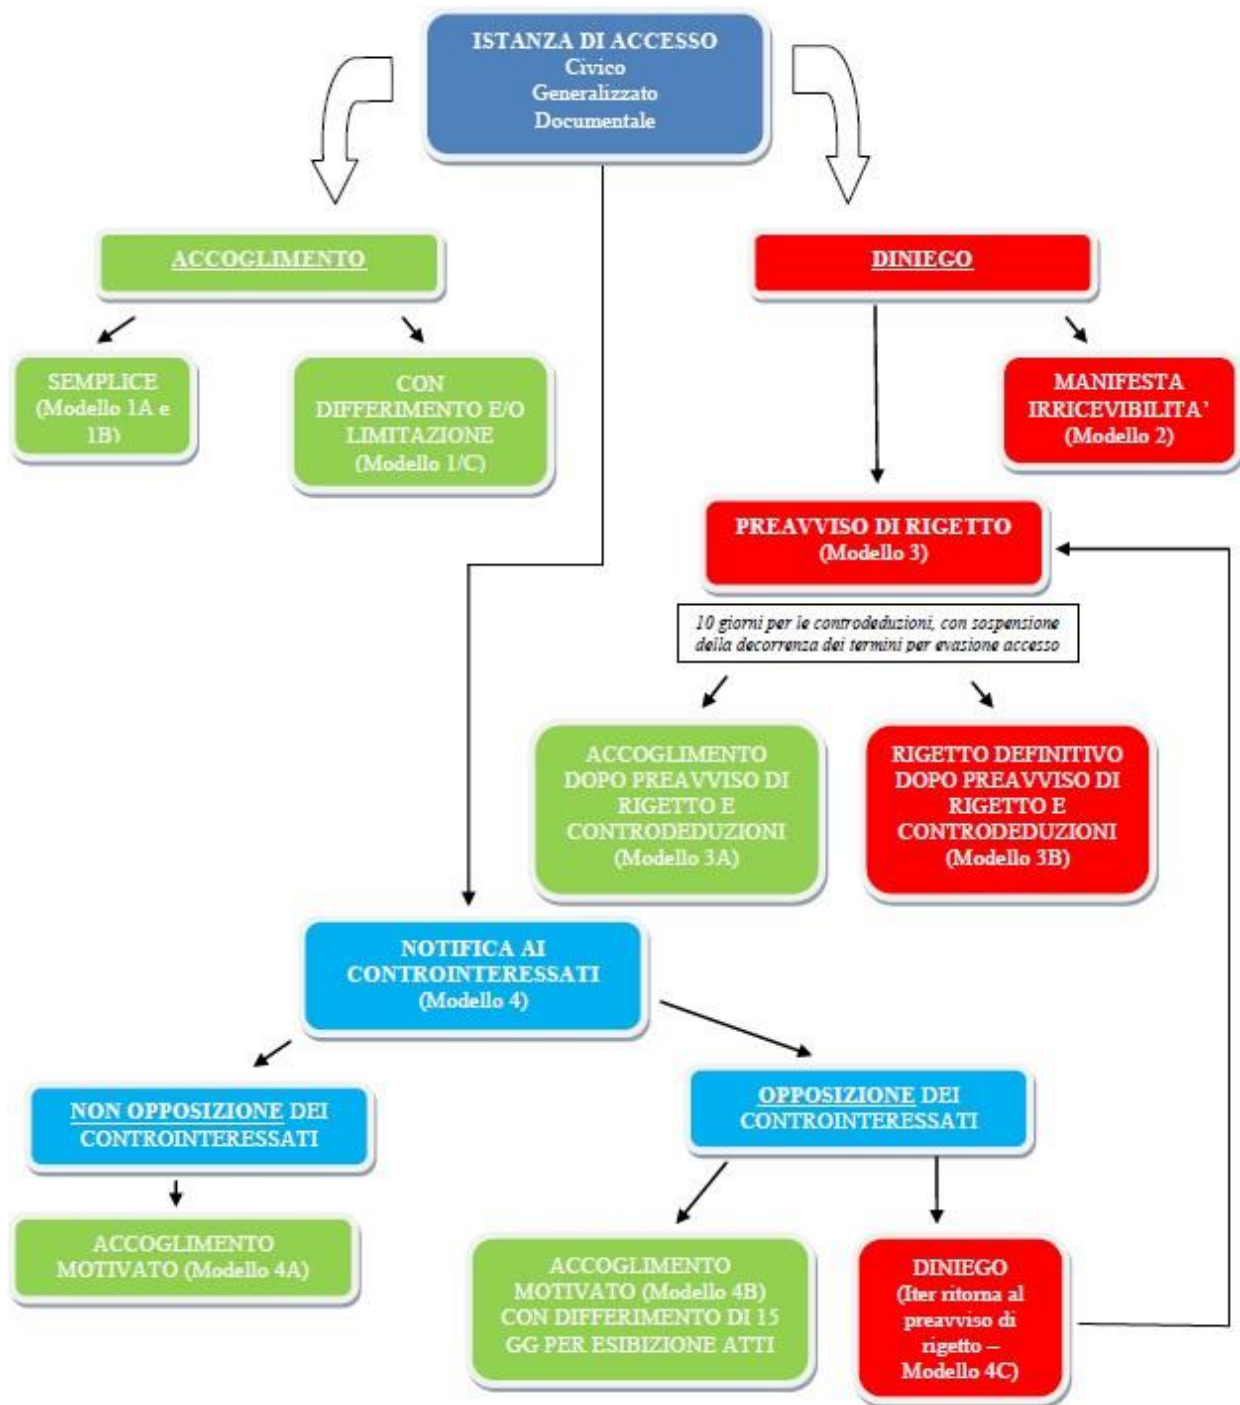 ISTANZA DI ACCESSO
Civico
Generalizzato
Documentale
ACCOGLIMENTO
DINIEGO
SEMPLICE
(Modello 1A e
1B)
CON
DIFFERIMENTO E/O
LIMITAZIONE
(Modello 1/C)
MANIFESTA
IRRICEVIBILITA’
(Modello 2)
PREAVVISO DI RIGETTO
(Modello 3)
10 giorni per le controdeduzioni, con sospensione
della decorrenza dei termini per evasione accesso
ACCOGLIMENTO
DOPO PREAVVISO DI
RIGETTO E
CONTRODEDUZIONI
(Modello 3A)
RIGETTO DEFINITIVO
DOPO PREAVVISO DI
RIGETTO E
CONTRODEDUZIONI
(Modello 3B)
NOTIFICA AI
CONTROINTERESSATI
(Modello 4)
NON OPPOSIZIONE DEI
CONTROINTERESSATI
OPPOSIZIONE DEI
CONTROINTERESSATI
ACCOGLIMENTO
MOTIVATO (Modello 4A)
ACCOGLIMENTO
MOTIVATO (Modello 4B)
CON DIFFERIMENTO DI 15
GG PER ESIBIZIONE ATTI
DINIEGO
(Iter ritorna al
preavviso di
rigetto –
Modello 4C)